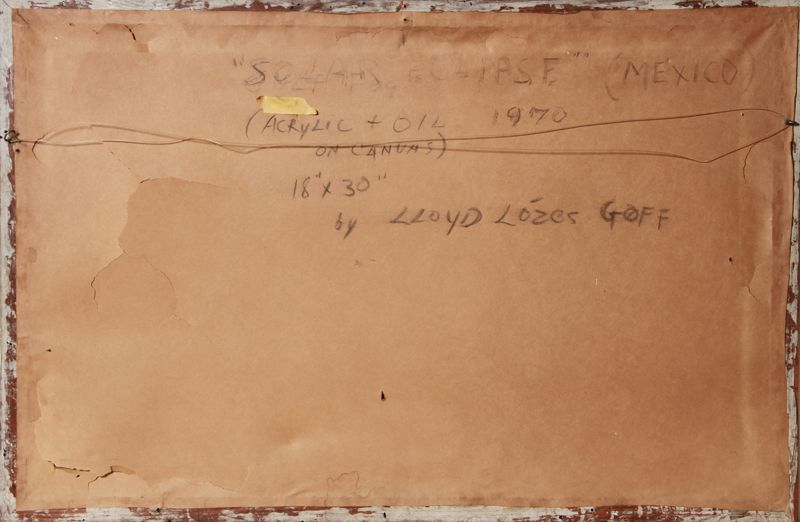 "SOLAR ECLIPSE" (MEXICO)
(ACRYLIC + OIL 1970
ON CANVAS)
18" x 30"
by LLOYD LÓZES GOFF